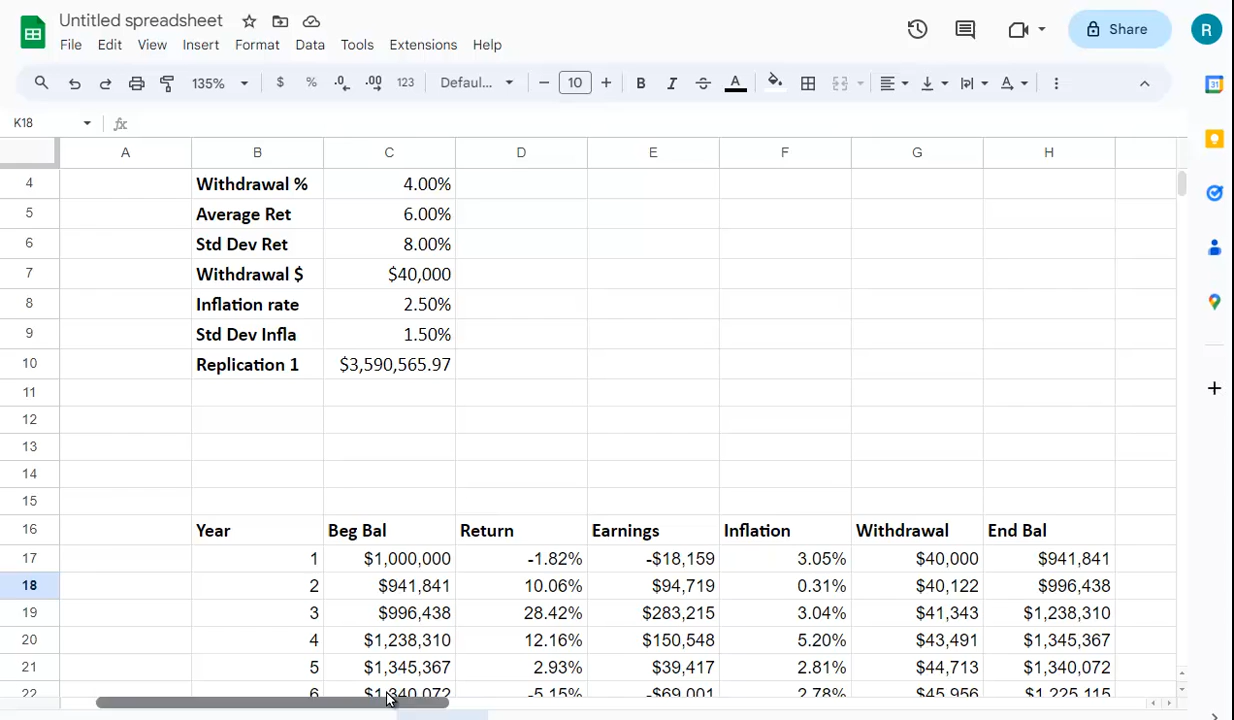 Untitled spreadsheet
File Edit View Insert Format Data Tools Extensions Help
Share
R
135% $ % .0 .00 123 Defaul... − 10 + B I A
31
K18 fx
A B C D E F G H
4 Withdrawal % 4.00%
5 Average Ret 6.00%
6 Std Dev Ret 8.00%
7 Withdrawal $ $40,000
8 Inflation rate 2.50%
9 Std Dev Infla 1.50%
10 Replication 1 $3,590,565.97
11
12
13
14
15
16 Year Beg Bal Return Earnings Inflation Withdrawal End Bal
17 1 $1,000,000 -1.82% -$18,159 3.05% $40,000 $941,841
18 2 $941,841 10.06% $94,719 0.31% $40,122 $996,438
19 3 $996,438 28.42% $283,215 3.04% $41,343 $1,238,310
20 4 $1,238,310 12.16% $150,548 5.20% $43,491 $1,345,367
21 5 $1,345,367 2.93% $39,417 2.81% $44,713 $1,340,072
22 6 $1,340,072 -5.15% -$69,001 2.78% $45,956 $1,225,115